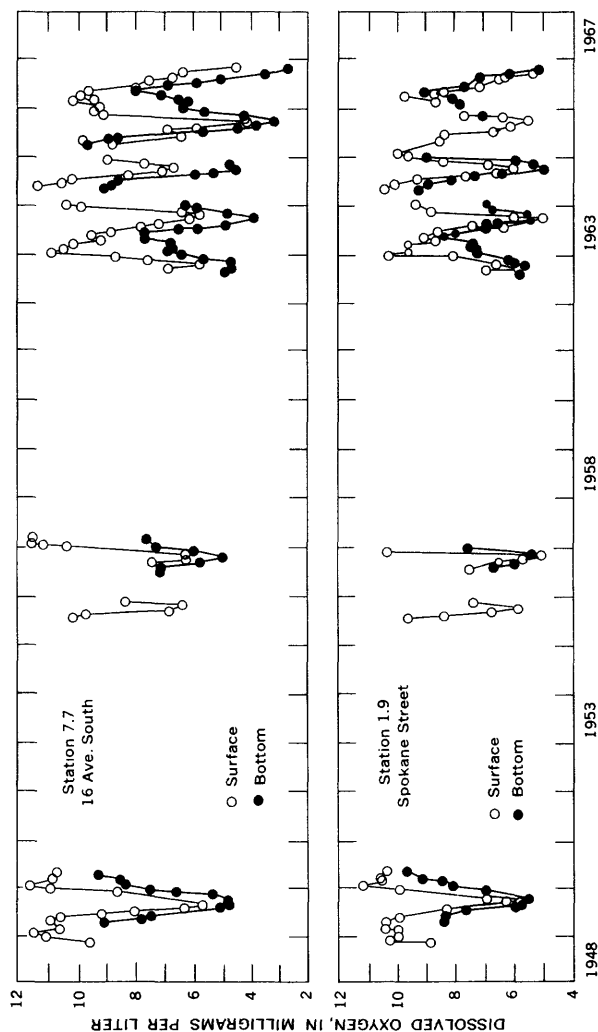 12
10
8
6
4
2
Station 7.7
16 Ave. South
Surface
Bottom
12
10
8
6
4
Station 1.9
Spokane Street
Surface
Bottom
1948
1953
1958
1963
1967
DISSOLVED OXYGEN, IN MILLIGRAMS PER LITER